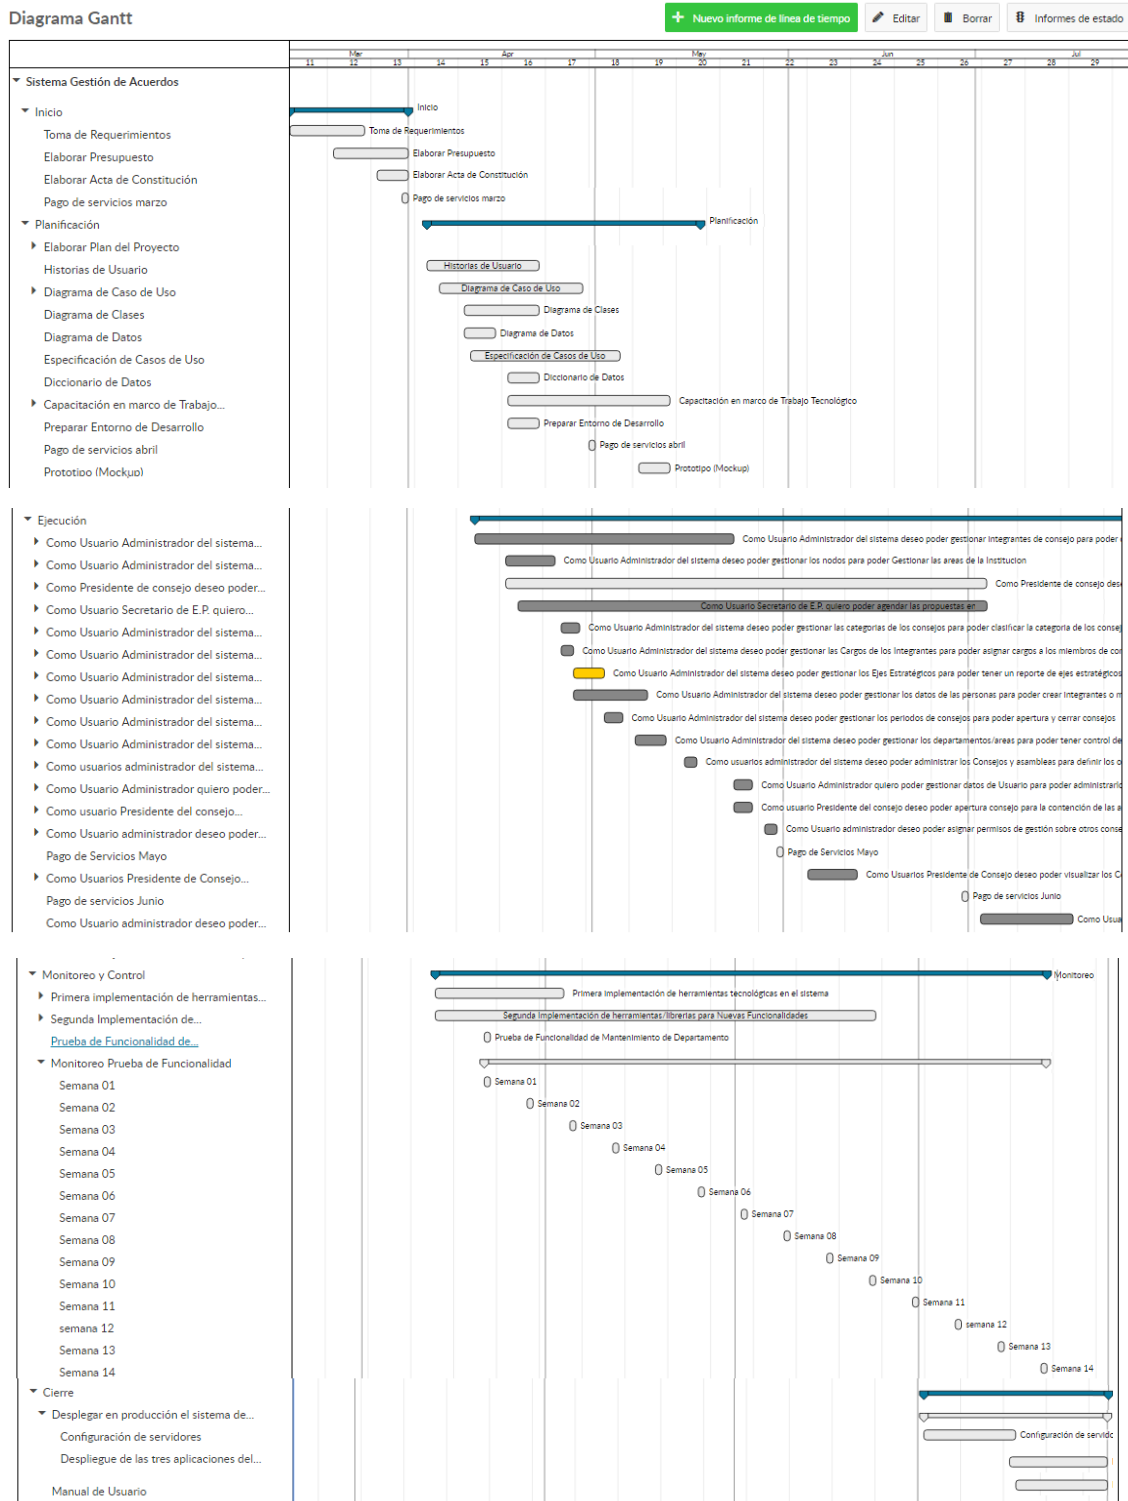 Diagrama Gantt
Nuevo informe de línea de tiempo
Editar
Borrar
Informes de estado
Mar Apr May Jun Jul
11 12 13 14 15 16 17 18 19 20 21 22 23 24 25 26 27 28 29
Sistema Gestión de Acuerdos
Inicio Inicio
Toma de Requerimientos Toma de Requerimientos
Elaborar Presupuesto Elaborar Presupuesto
Elaborar Acta de Constitución Elaborar Acta de Constitución
Pago de servicios marzo Pago de servicios marzo
Planificación Planificación
Elaborar Plan del Proyecto
Historias de Usuario Historias de Usuario
Diagrama de Caso de Uso Diagrama de Caso de Uso
Diagrama de Clases Diagrama de Clases
Diagrama de Datos Diagrama de Datos
Especificación de Casos de Uso Especificación de Casos de Uso
Diccionario de Datos Diccionario de Datos
Capacitación en marco de Trabajo... Capacitación en marco de Trabajo Tecnológico
Preparar Entorno de Desarrollo Preparar Entorno de Desarrollo
Pago de servicios abril Pago de servicios abril
Prototipo (Mockup) Prototipo (Mockup)
Ejecución
Como Usuario Administrador del sistema... Como Usuario Administrador del sistema deseo poder gestionar integrantes de consejo para poder
Como Usuario Administrador del sistema... Como Usuario Administrador del sistema deseo poder gestionar los nodos para poder Gestionar las areas de la Institucion
Como Presidente de consejo deseo poder... Como Presidente de consejo des
Como Usuario Secretario de E.P. quiero... Como Usuario Secretario de E.P. quiero poder agendar las propuestas en
Como Usuario Administrador del sistema... Como Usuario Administrador del sistema deseo poder gestionar las categorias de los consejos para poder clasificar la categoria de los consej
Como Usuario Administrador del sistema... Como Usuario Administrador del sistema deseo poder gestionar las Cargos de los Integrantes para poder asignar cargos a los miembros de con
Como Usuario Administrador del sistema... Como Usuario Administrador del sistema deseo poder gestionar los Ejes Estratégicos para poder tener un reporte de ejes estratégicos
Como Usuario Administrador del sistema... Como Usuario Administrador del sistema deseo poder gestionar los datos de las personas para poder crear integrantes o m
Como Usuario Administrador del sistema... Como Usuario Administrador del sistema deseo poder gestionar los periodos de consejos para poder apertura y cerrar consejos
Como Usuario Administrador del sistema... Como Usuario Administrador del sistema deseo poder gestionar los departamentos/areas para poder tener control de
Como usuarios administrador del sistema... Como usuarios administrador del sistema deseo poder administrar los Consejos y asambleas para definir los o
Como Usuario Administrador quiero poder... Como Usuario Administrador quiero poder gestionar datos de Usuario para poder administrarlo
Como usuario Presidente del consejo... Como usuario Presidente del consejo deseo poder apertura consejo para la contención de las a
Como Usuario administrador deseo poder... Como Usuario administrador deseo poder asignar permisos de gestión sobre otros conse
Pago de Servicios Mayo Pago de Servicios Mayo
Como Usuarios Presidente de Consejo... Como Usuarios Presidente de Consejo deseo poder visualizar los C
Pago de servicios Junio Pago de servicios Junio
Como Usuario administrador deseo poder... Como Usua
Monitoreo y Control Monitoreo
Primera implementación de herramientas... Primera implementación de herramientas tecnológicas en el sistema
Segunda Implementación de... Segunda Implementación de herramientas/librerias para Nuevas Funcionalidades
Prueba de Funcionalidad de... Prueba de Funcionalidad de Mantenimiento de Departamento
Monitoreo Prueba de Funcionalidad
Semana 01 Semana 01
Semana 02 Semana 02
Semana 03 Semana 03
Semana 04 Semana 04
Semana 05 Semana 05
Semana 06 Semana 06
Semana 07 Semana 07
Semana 08 Semana 08
Semana 09 Semana 09
Semana 10 Semana 10
Semana 11 Semana 11
semana 12 semana 12
Semana 13 Semana 13
Semana 14 Semana 14
Cierre
Desplegar en producción el sistema de...
Configuración de servidores Configuración de servido
Despliegue de las tres aplicaciones del...
Manual de Usuario